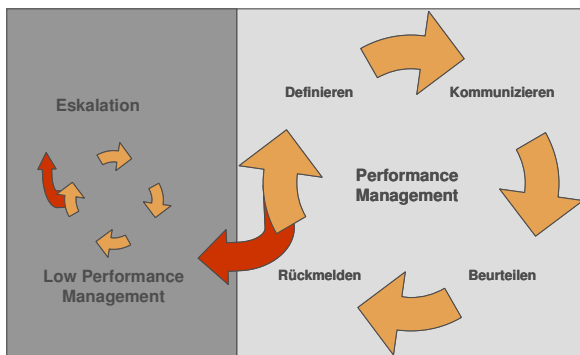 Eskalation
Low Performance
Management
Definieren
Kommunizieren
Performance
Management
Rückmelden
Beurteilen